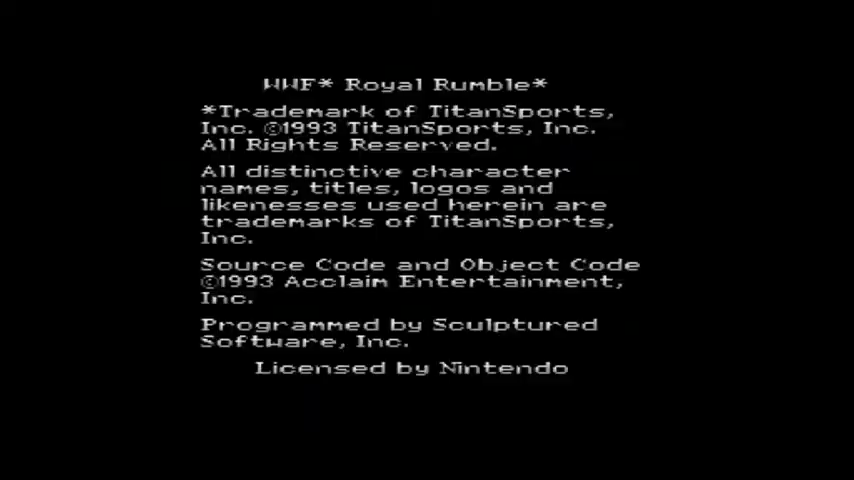 WWF* Royal Rumble*
*Trademark of TitanSports,
Inc. ©1993 TitanSports, Inc.
All Rights Reserved.
All distinctive character
names, titles, logos and
likenesses used herein are
trademarks of TitanSports,
Inc.
Source Code and Object Code
©1993 Acclaim Entertainment,
Inc.
Programmed by Sculptured
Software, Inc.
Licensed by Nintendo